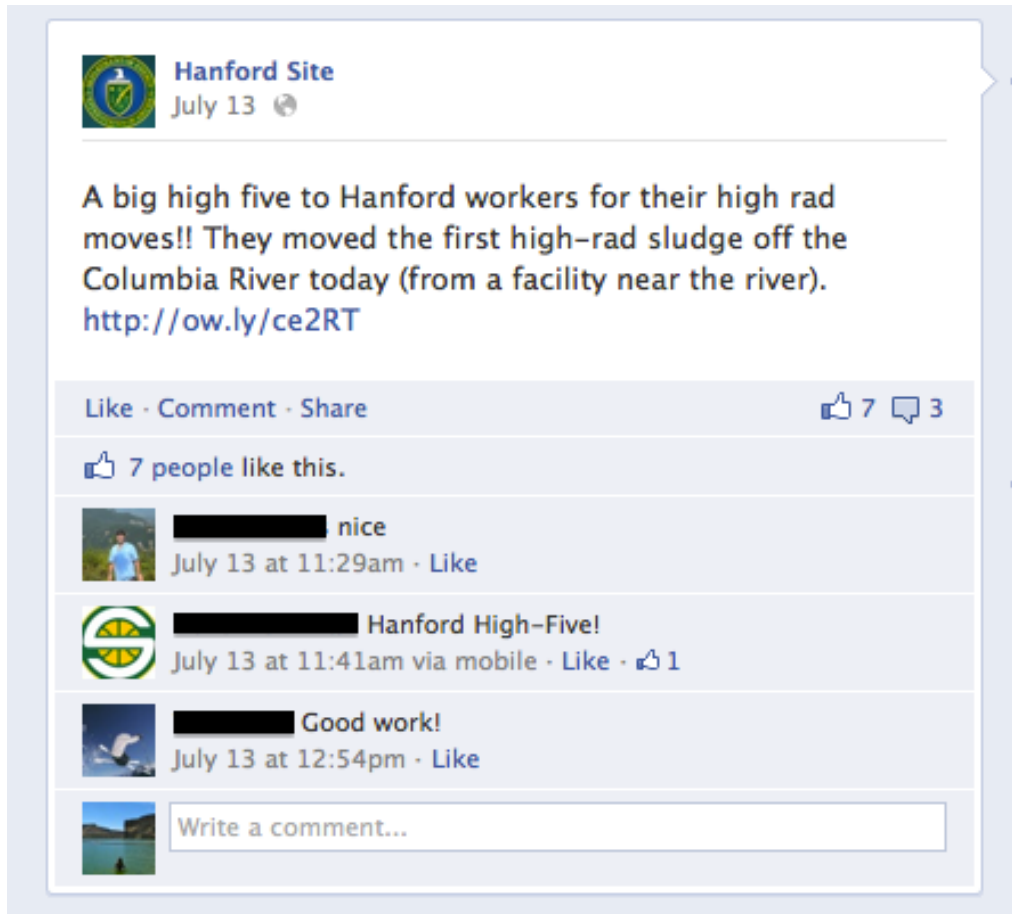 Hanford Site
July 13
A big high five to Hanford workers for their high rad
moves!! They moved the first high-rad sludge off the
Columbia River today (from a facility near the river).
http://ow.ly/ce2RT
Like · Comment · Share 7 3
7 people like this.
nice
July 13 at 11:29am · Like
Hanford High-Five!
July 13 at 11:41am via mobile · Like · 1
Good work!
July 13 at 12:54pm · Like
Write a comment...